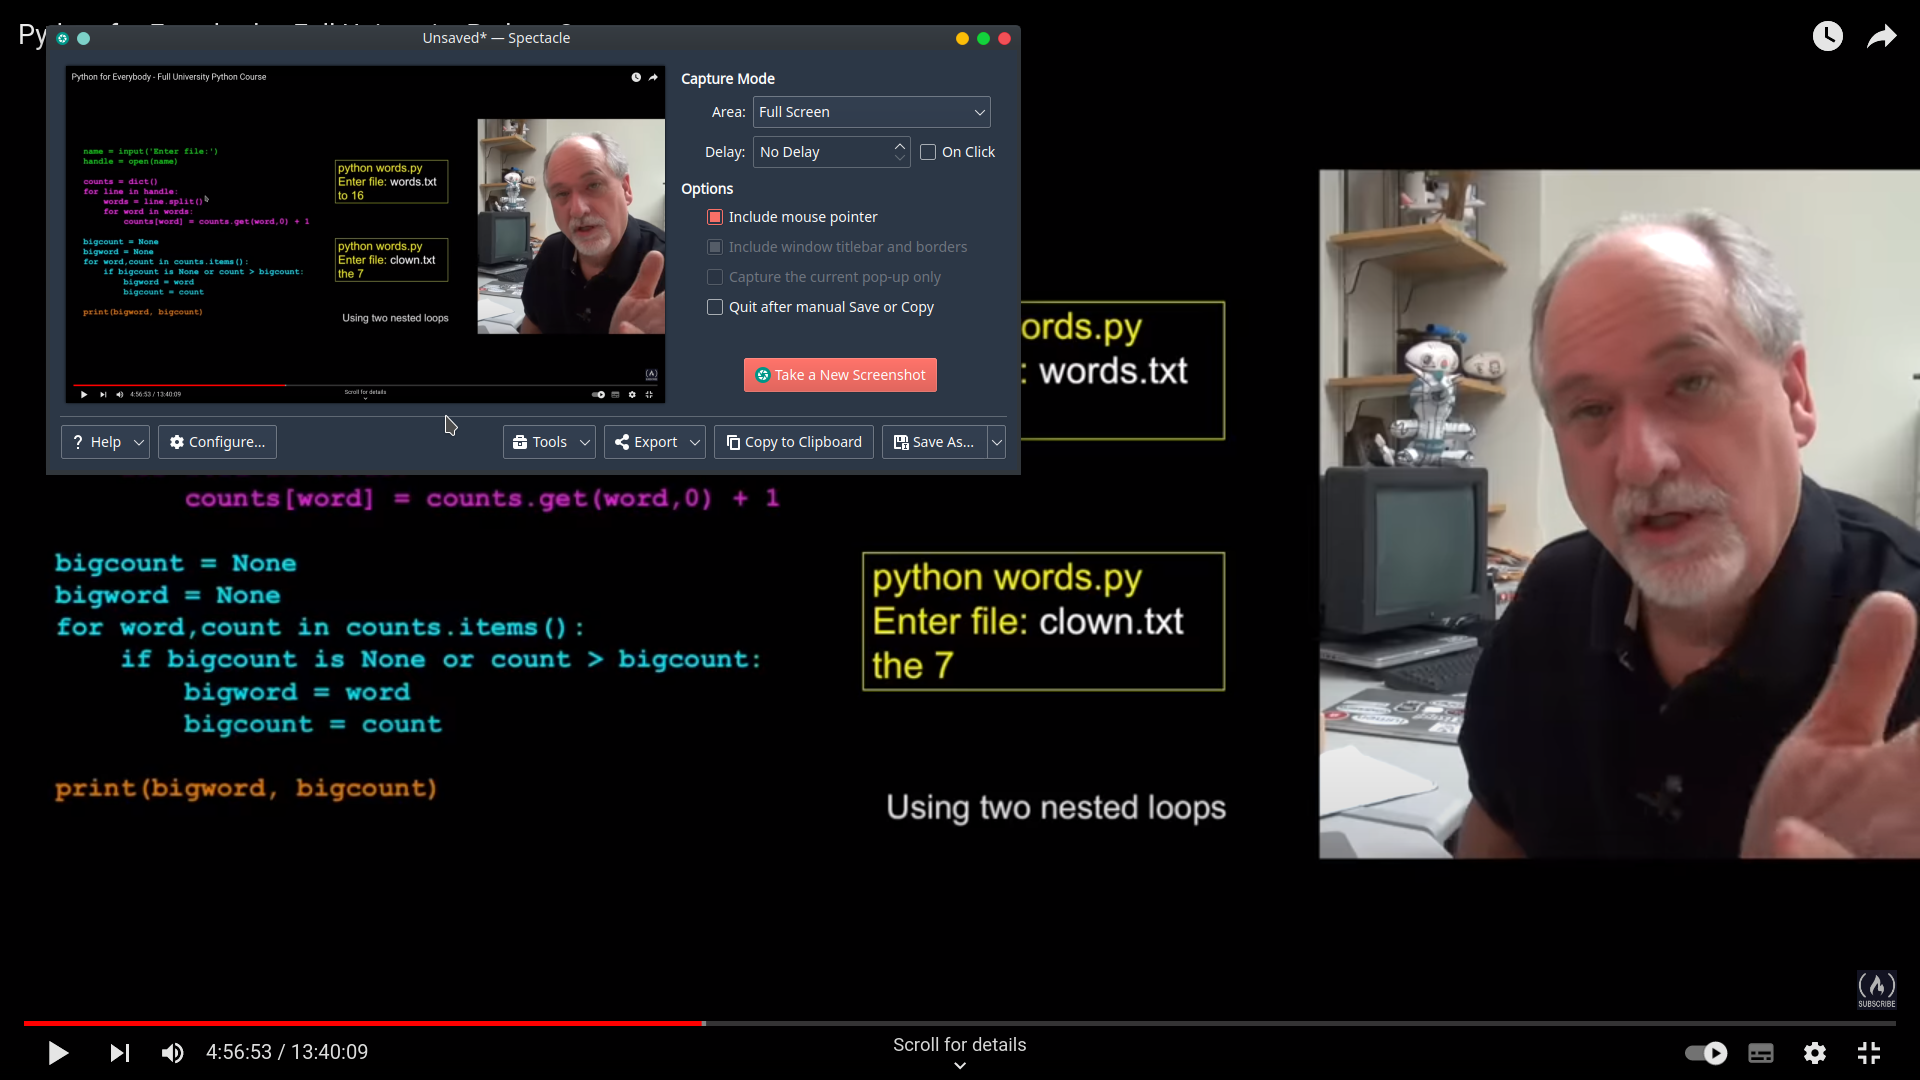 Py
Unsaved* — Spectacle
Python for Everybody - Full University Python Course
name = input('Enter file:')
handle = open(name)
counts = dict()
for line in handle:
words = line.split()
for word in words:
counts[word] = counts.get(word,0) + 1
bigcount = None
bigword = None
for word,count in counts.items():
if bigcount is None or count > bigcount:
bigword = word
bigcount = count
print(bigword, bigcount)
python words.py
Enter file: words.txt
to 16
python words.py
Enter file: clown.txt
the 7
Using two nested loops
4:56:53 / 13:40:09
Scroll for details
Capture Mode
Area: Full Screen
Delay: No Delay On Click
Options
Include mouse pointer
Include window titlebar and borders
Capture the current pop-up only
Quit after manual Save or Copy
Take a New Screenshot
? Help Configure... Tools Export Copy to Clipboard Save As...
ords.py
: words.txt
counts[word] = counts.get(word,0) + 1
bigcount = None
bigword = None
for word,count in counts.items():
if bigcount is None or count > bigcount:
bigword = word
bigcount = count
print(bigword, bigcount)
python words.py
Enter file: clown.txt
the 7
Using two nested loops
SUBSCRIBE
4:56:53 / 13:40:09
Scroll for details